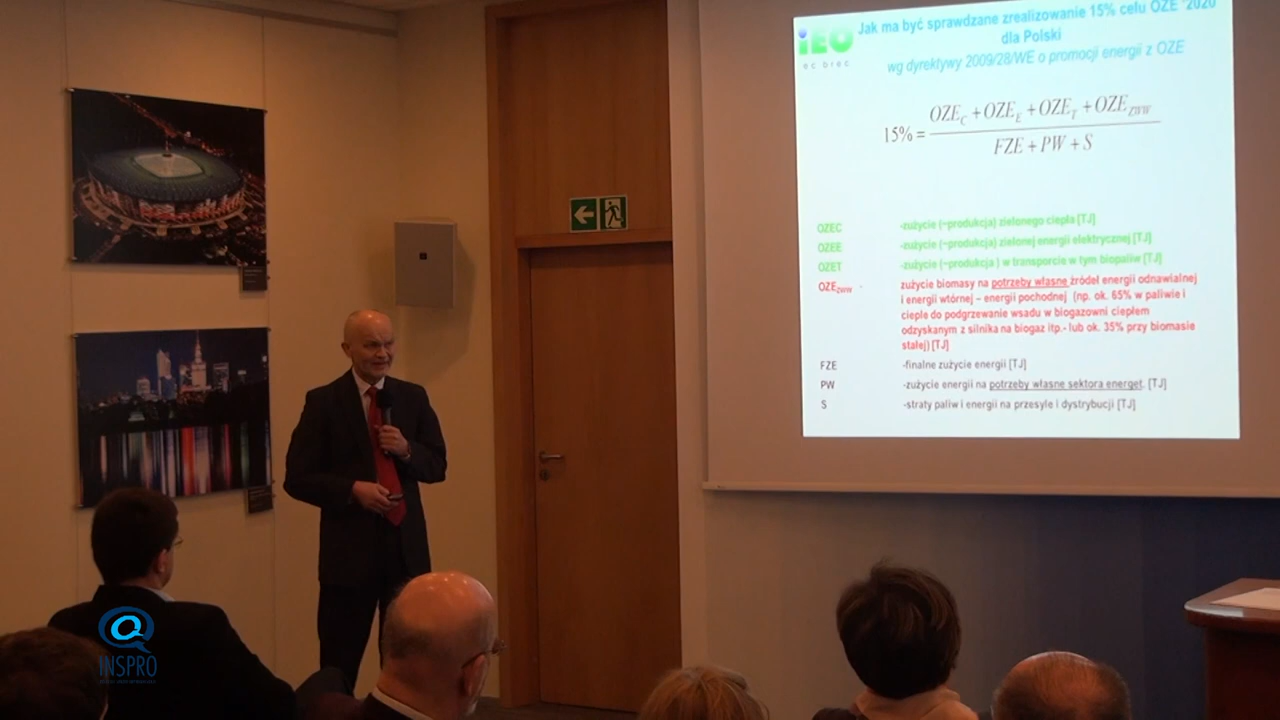 iEO
ec brec
Jak ma być sprawdzane zrealizowanie 15% celu OZE '2020
dla Polski
wg dyrektywy 2009/28/WE o promocji energii z OZE
15% = OZE_C + OZE_E + OZE_T + OZE_ZWW
FZE + PW + S
OZEC -zużycie (~produkcja) zielonego ciepła [TJ]
OZEE -zużycie (~produkcja) zielonej energii elektrycznej [TJ]
OZET -zużycie (~produkcja ) w transporcie w tym biopaliw [TJ]
OZEzww - zużycie biomasy na potrzeby własne źródeł energii odnawialnej
i energii wtórnej – energii pochodnej (np. ok. 65% w paliwie i
cieple do podgrzewanie wsadu w biogazowni ciepłem
odzyskanym z silnika na biogaz itp.- lub ok. 35% przy biomasie
stałej) [TJ]
FZE -finalne zużycie energii [TJ]
PW -zużycie energii na potrzeby własne sektora energet. [TJ]
S -straty paliw i energii na przesyle i dystrybucji [TJ]
INSPRO